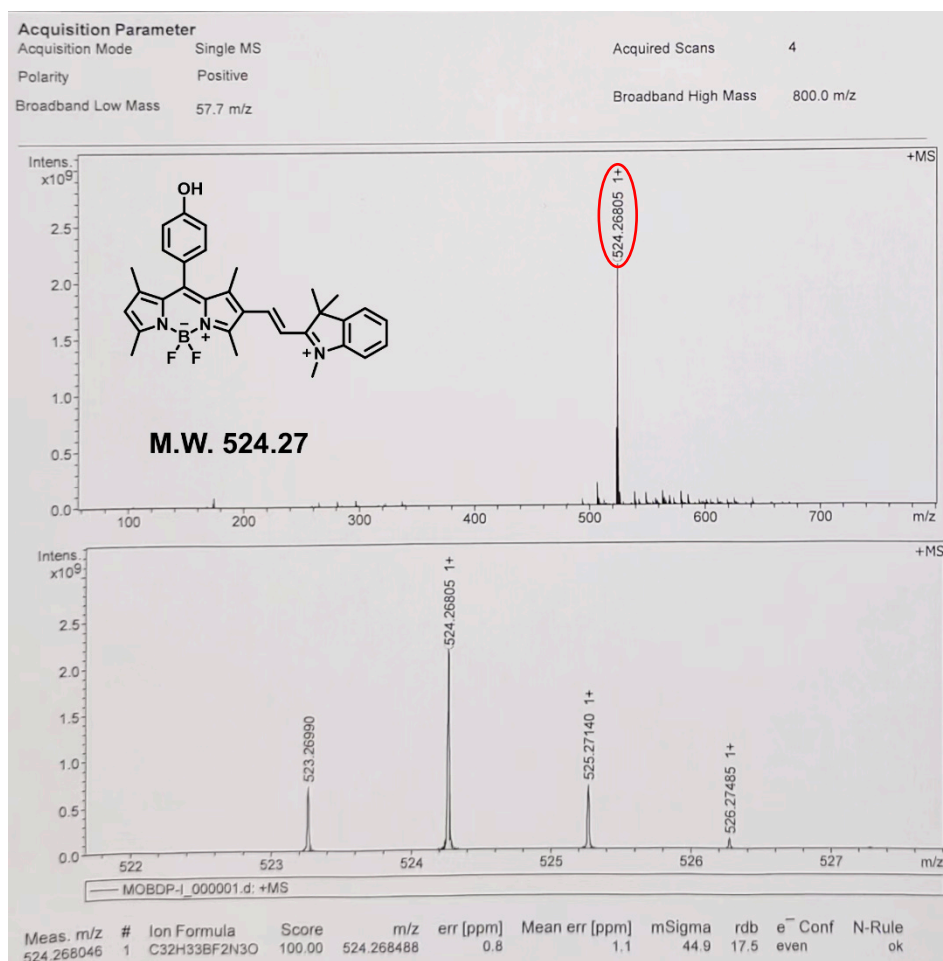 Acquisition Parameter
Acquisition Mode Single MS Acquired Scans 4
Polarity Positive
Broadband Low Mass 57.7 m/z Broadband High Mass 800.0 m/z
Intens. +MS
x10⁹
524.26805 1+
OH
2.5
2.0
1.5
1.0
0.5
0.0
N B N +
−
F F
+ N
M.W. 524.27
100 200 300 400 500 600 700 m/z
Intens. +MS
x10⁹
524.26805 1+
2.5
2.0
1.5
1.0
0.5
0.0
523.26990
525.27140 1+
526.27485 1+
522 523 524 525 526 527 m/z
MOBDP-I_000001.d: +MS
Meas. m/z # Ion Formula Score m/z err [ppm] Mean err [ppm] mSigma rdb e⁻ Conf N-Rule
524.268046 1 C32H33BF2N3O 100.00 524.268488 0.8 1.1 44.9 17.5 even ok